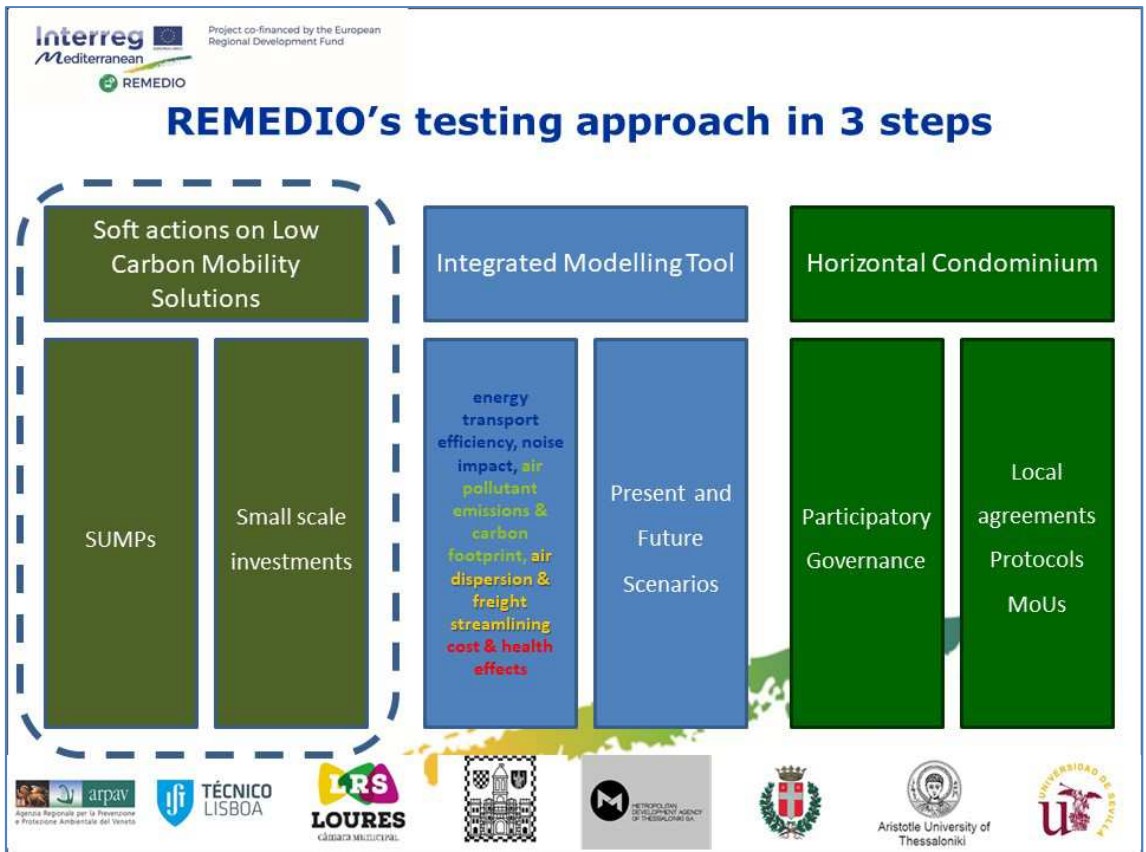 Interreg
Mediterranean
REMEDIO
Project co-financed by the European
Regional Development Fund
REMEDIO's testing approach in 3 steps
Soft actions on Low
Carbon Mobility
Solutions
SUMPs
Small scale
investments
Integrated Modelling Tool
energy
transport
efficiency, noise
impact, air
pollutant
emissions &
carbon
footprint, air
dispersion &
freight
streamlining
cost & health
effects
Present and
Future
Scenarios
Horizontal Condominium
Participatory
Governance
Local
agreements
Protocols
MoUs
arpav
Agenzia Regionale per la Prevenzione
e Protezione Ambientale del Veneto
TÉCNICO
LISBOA
LRS
LOURES
CÂMARA MUNICIPAL
METROPOLITAN
DEVELOPMENT AGENCY
OF THESSALONIKI SA
Aristotle University of
Thessaloniki
UNIVERSIDAD DE SEVILLA